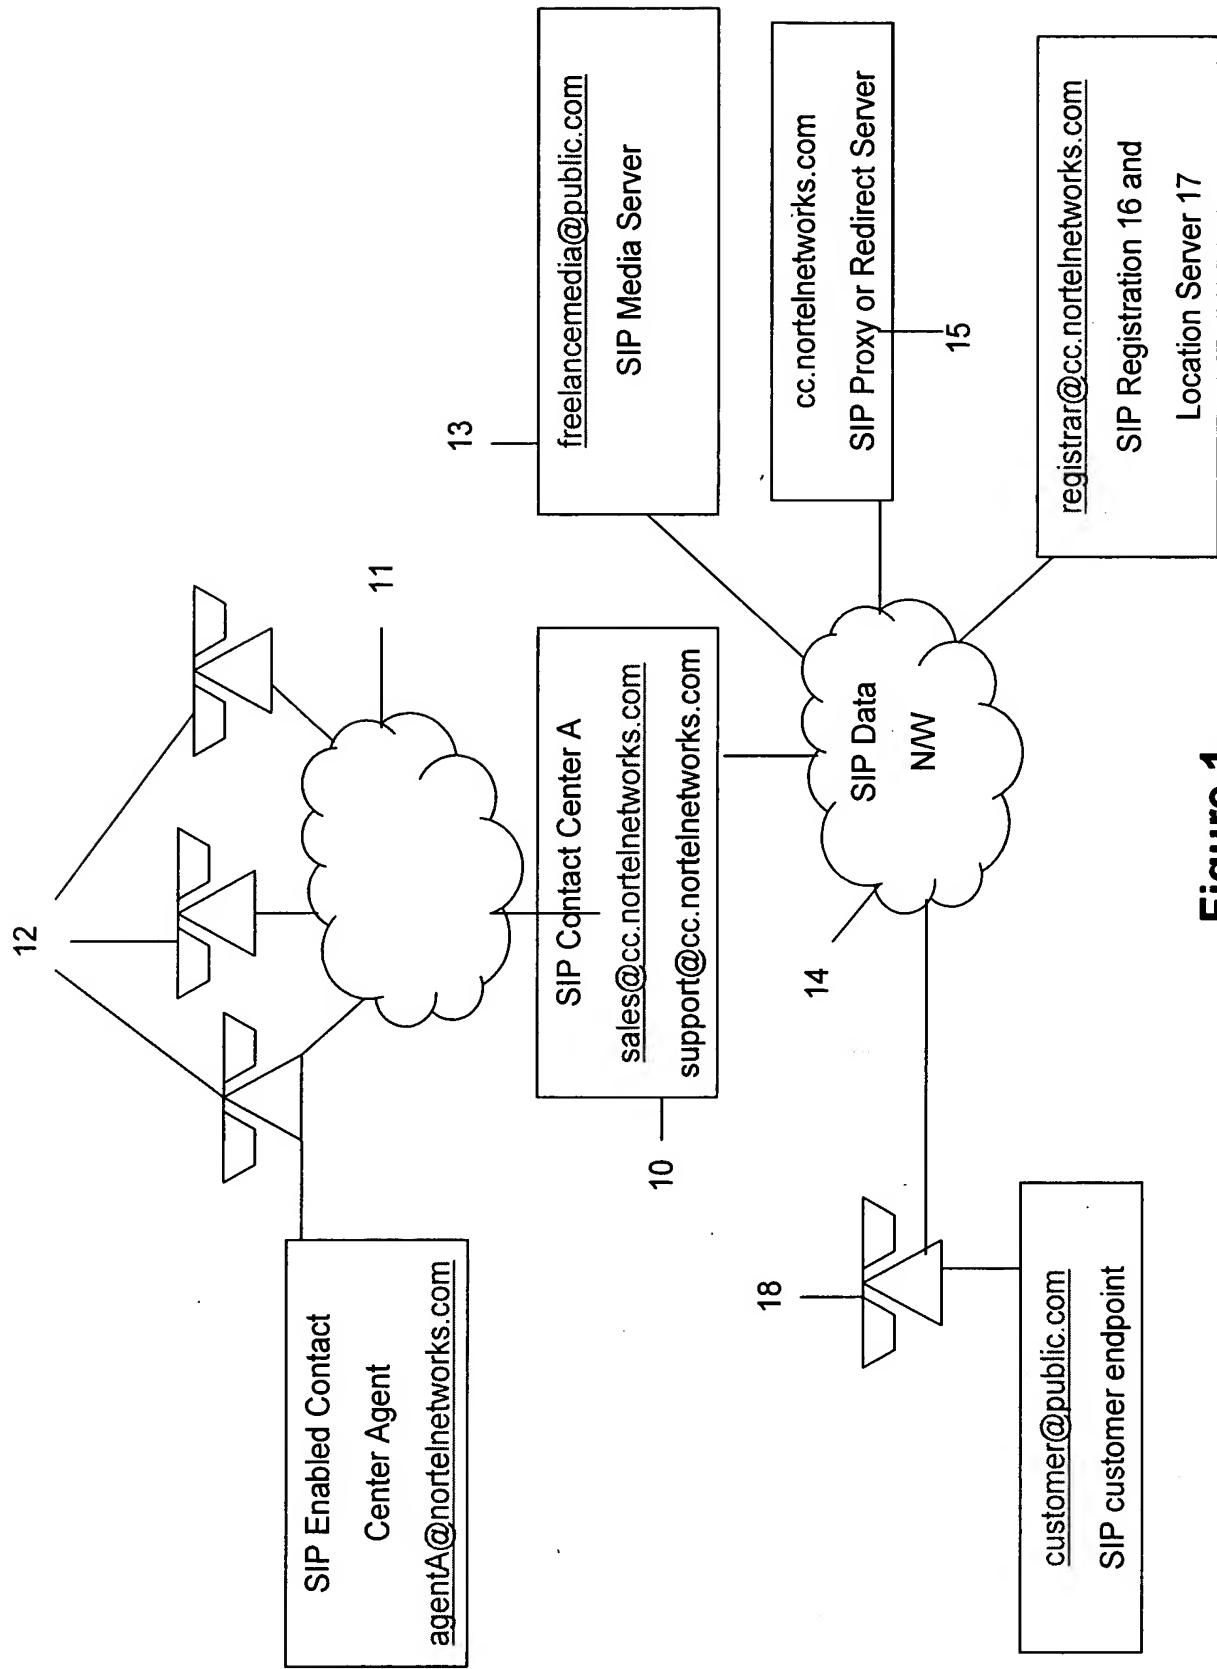 12
SIP Enabled Contact
Center Agent
agentA@nortelnetworks.com
11
SIP Contact Center A
sales@cc.nortelnetworks.com
support@cc.nortelnetworks.com
10
13
freelancemedia@public.com
SIP Media Server
14
SIP Data
N/W
cc.nortelnetworks.com
SIP Proxy or Redirect Server
15
18
customer@public.com
SIP customer endpoint
registrar@cc.nortelnetworks.com
SIP Registration 16 and
Location Server 17
Figure 1